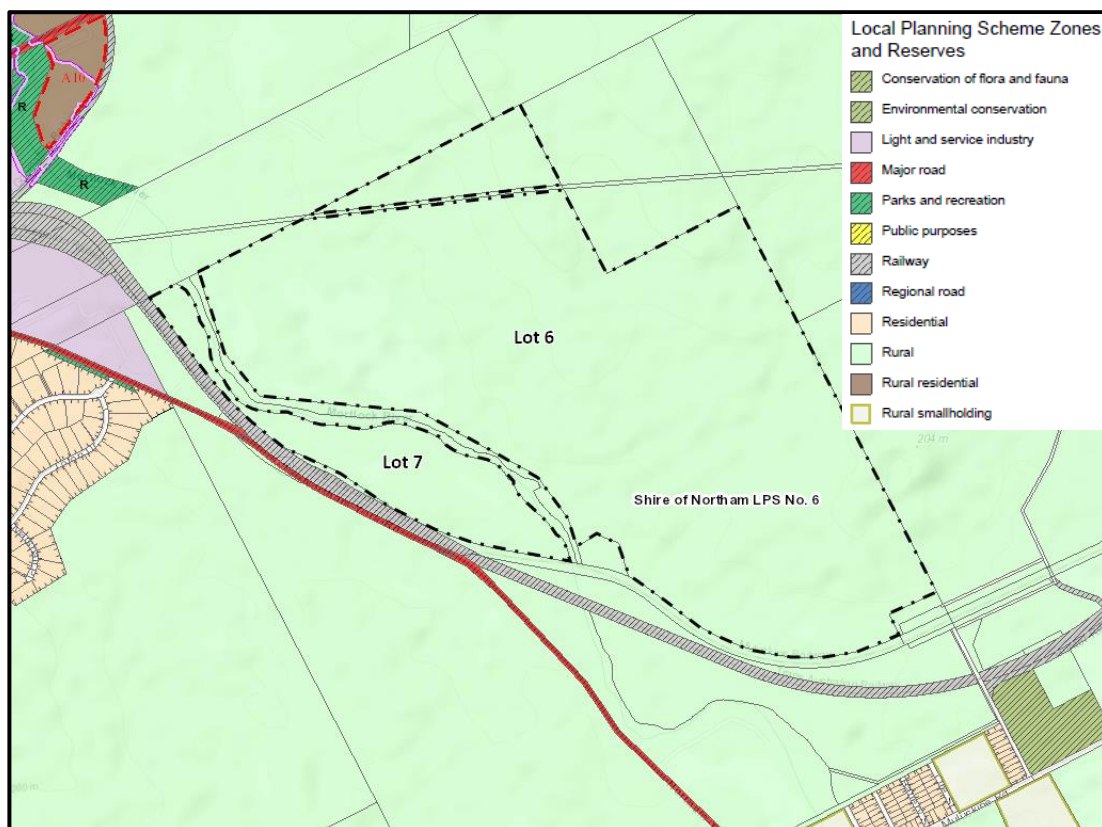 Local Planning Scheme Zones
and Reserves
Conservation of flora and fauna
Environmental conservation
Light and service industry
Major road
Parks and recreation
Public purposes
Railway
Regional road
Residential
Rural
Rural residential
Rural smallholding
A10
R
R
Lot 6
Lot 7
204 m
Shire of Northam LPS No. 6